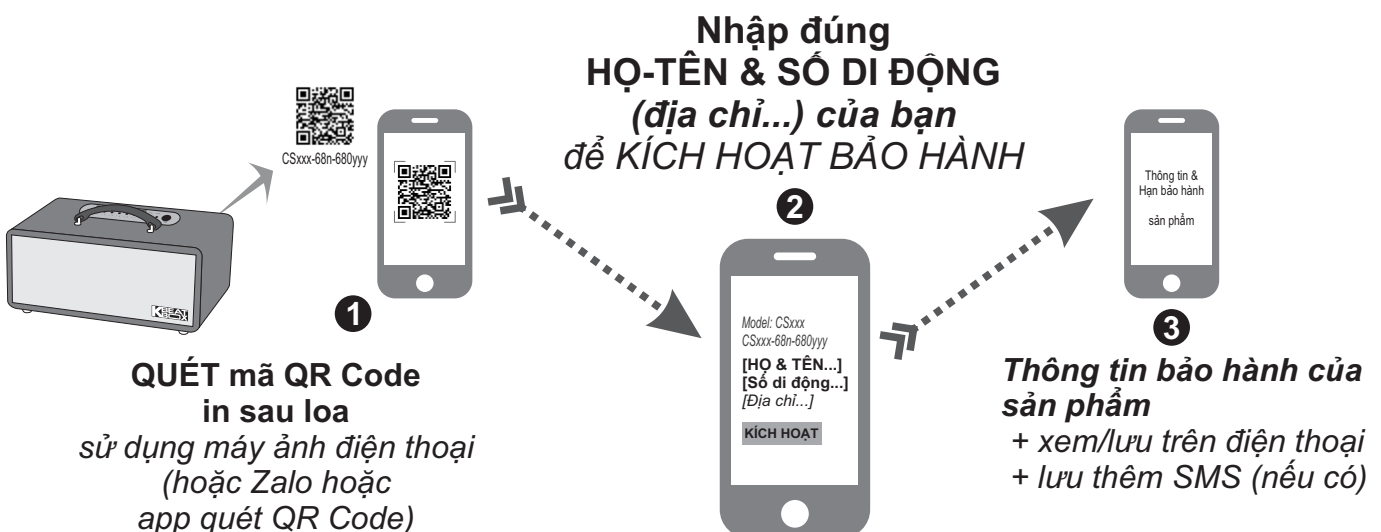 Nhập đúng
HỌ-TÊN & SỐ DI ĐỘNG
(địa chỉ...) của bạn
để KÍCH HOẠT BẢO HÀNH
CSxxx-68n-680yyy
KBEATBOX
1
QUÉT mã QR Code
in sau loa
sử dụng máy ảnh điện thoại
(hoặc Zalo hoặc
app quét QR Code)
2
Model: CSxxx
CSxxx-68n-680yyy
[HỌ & TÊN...]
[Số di động...]
[Địa chỉ...]
KÍCH HOẠT
Thông tin &
Hạn bảo hành
sản phẩm
3
Thông tin bảo hành của
sản phẩm
+ xem/lưu trên điện thoại
+ lưu thêm SMS (nếu có)